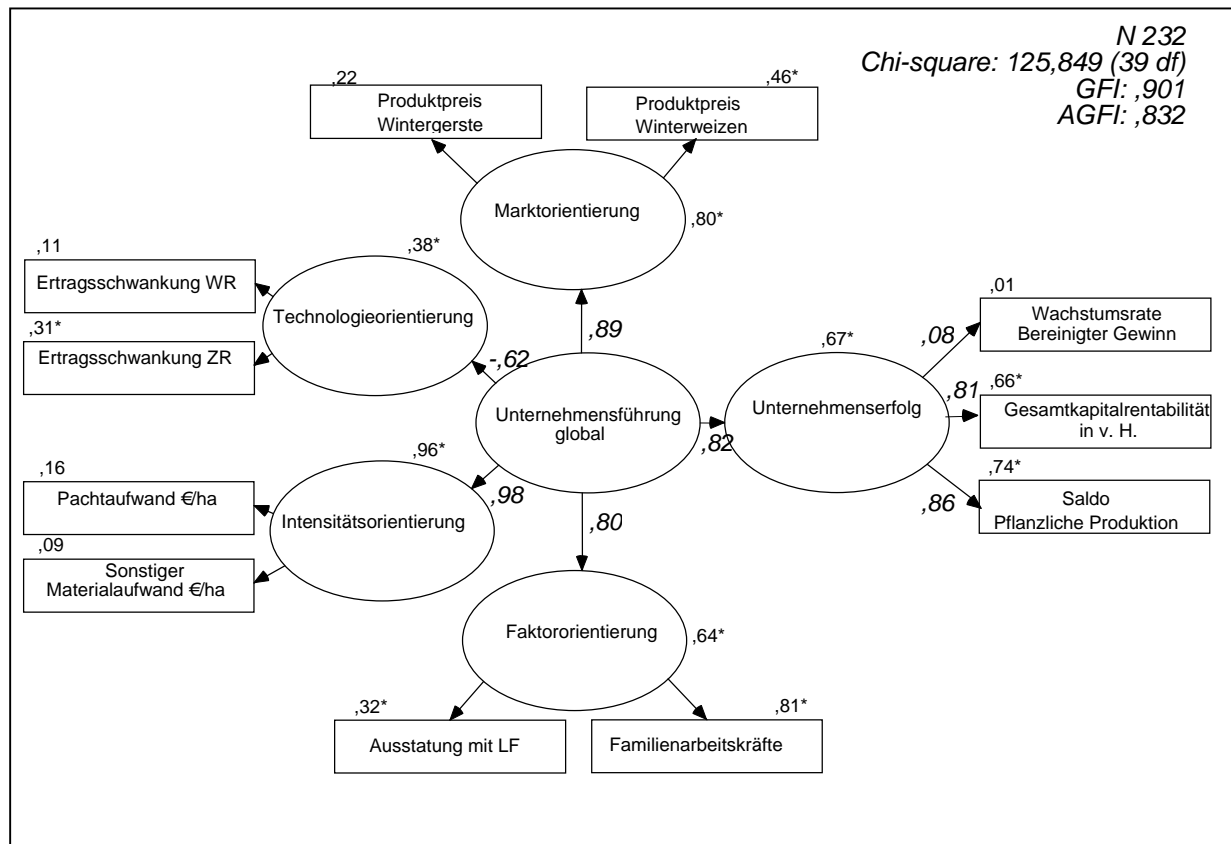 N 232
Chi-square: 125,849 (39 df)
GFI: ,901
AGFI: ,832
,22
Produktpreis
Wintergerste
,46*
Produktpreis
Winterweizen
Marktorientierung
,80*
,89
,11
Ertragsschwankung WR
,31*
Ertragsschwankung ZR
,38*
Technologieorientierung
-,62
Unternehmensführung
global
,82
,67*
Unternehmenserfolg
,08
,01
Wachstumsrate
Bereinigter Gewinn
,81
,66*
Gesamtkapitalrentabilität
in v. H.
,86
,74*
Saldo
Pflanzliche Produktion
,96*
Intensitätsorientierung
,98
,16
Pachtaufwand €/ha
,09
Sonstiger
Materialaufwand €/ha
,80
Faktororientierung
,64*
,32*
Ausstatung mit LF
,81*
Familienarbeitskräfte